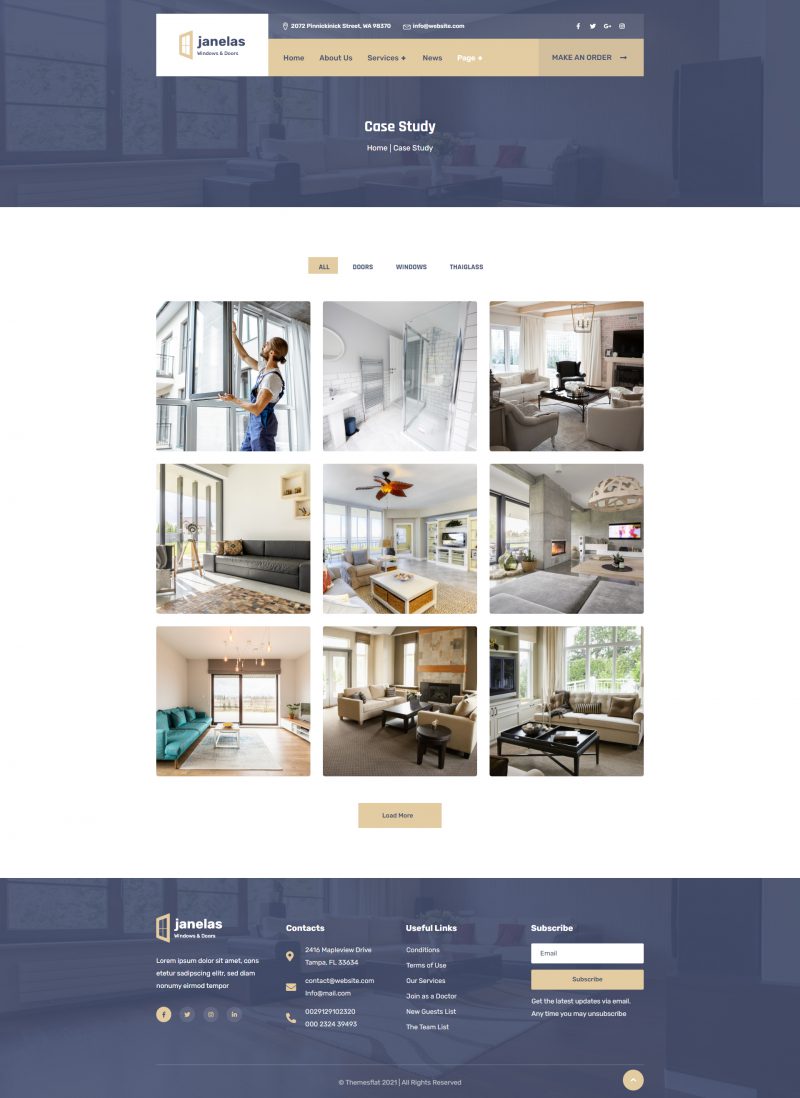 janelas
Windows & Doors
2072 Pinnickinick Street, WA 98370
info@website.com
Home
About Us
Services +
News
Page +
MAKE AN ORDER
Case Study
Home | Case Study
ALL
DOORS
WINDOWS
THAIGLASS
Load More
janelas
Windows & Doors
Lorem ipsum dolor sit amet, cons
etetur sadipscing elitr, sed diam
nonumy eirmod tempor
Contacts
2416 Mapleview Drive
Tampa, FL 33634
contact@website.com
Info@mail.com
0029129102320
000 2324 39493
Useful Links
Conditions
Terms of Use
Our Services
Join as a Doctor
New Guests List
The Team List
Subscribe
Email
Subscribe
Get the latest updates via email.
Any time you may unsubscribe
© Themesflat 2021 | All Rights Reserved